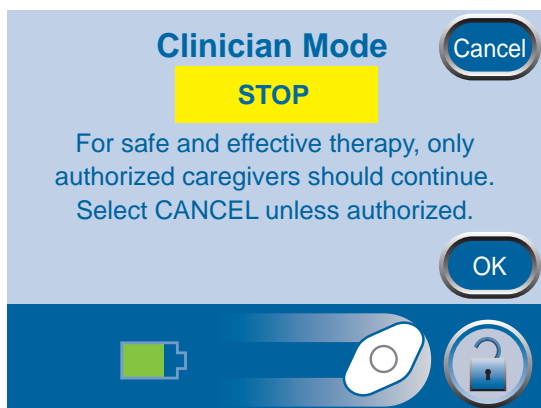 Clinician Mode
Cancel
STOP
For safe and effective therapy, only
authorized caregivers should continue.
Select CANCEL unless authorized.
OK